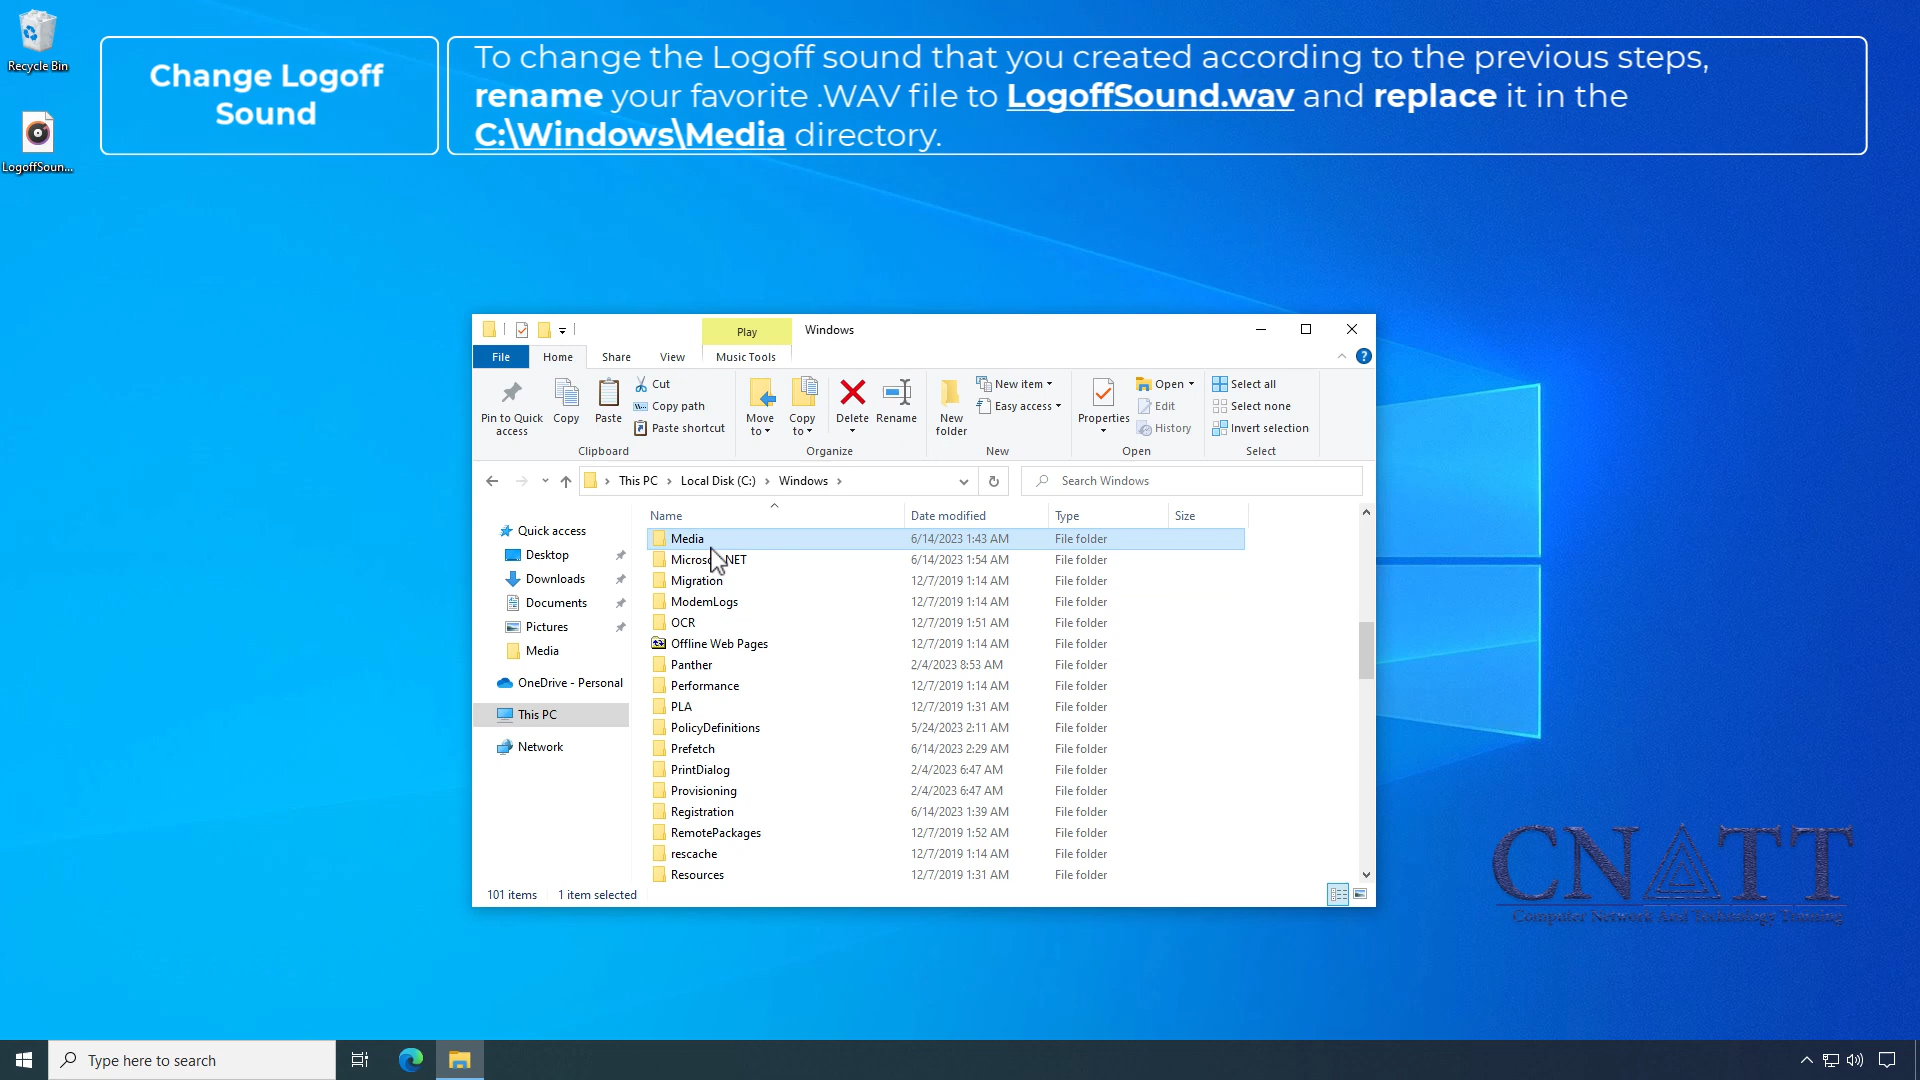 Recycle Bin
LogoffSoun...
Change Logoff
Sound
To change the Logoff sound that you created according to the previous steps,
rename your favorite .WAV file to LogoffSound.wav and replace it in the
C:\Windows\Media directory.
Play
Windows
File
Home
Share
View
Music Tools
Pin to Quick
access
Copy
Paste
Cut
Copy path
Paste shortcut
Clipboard
Move
to
Copy
to
Delete
Rename
Organize
New
folder
New item
Easy access
New
Properties
Open
Edit
History
Open
Select all
Select none
Invert selection
Select
This PC
Local Disk (C:)
Windows
Search Windows
Quick access
Desktop
Downloads
Documents
Pictures
Media
OneDrive - Personal
This PC
Network
Name Date modified Type Size
Media 6/14/2023 1:43 AM File folder
Microso NET 6/14/2023 1:54 AM File folder
Migration 12/7/2019 1:14 AM File folder
ModemLogs 12/7/2019 1:14 AM File folder
OCR 12/7/2019 1:51 AM File folder
Offline Web Pages 12/7/2019 1:14 AM File folder
Panther 2/4/2023 8:53 AM File folder
Performance 12/7/2019 1:14 AM File folder
PLA 12/7/2019 1:31 AM File folder
PolicyDefinitions 5/24/2023 2:11 AM File folder
Prefetch 6/14/2023 2:29 AM File folder
PrintDialog 2/4/2023 6:47 AM File folder
Provisioning 2/4/2023 6:47 AM File folder
Registration 6/14/2023 1:39 AM File folder
RemotePackages 12/7/2019 1:52 AM File folder
rescache 12/7/2019 1:14 AM File folder
Resources 12/7/2019 1:31 AM File folder
101 items 1 item selected
CNATT
Computer Network And Technology Training
Type here to search